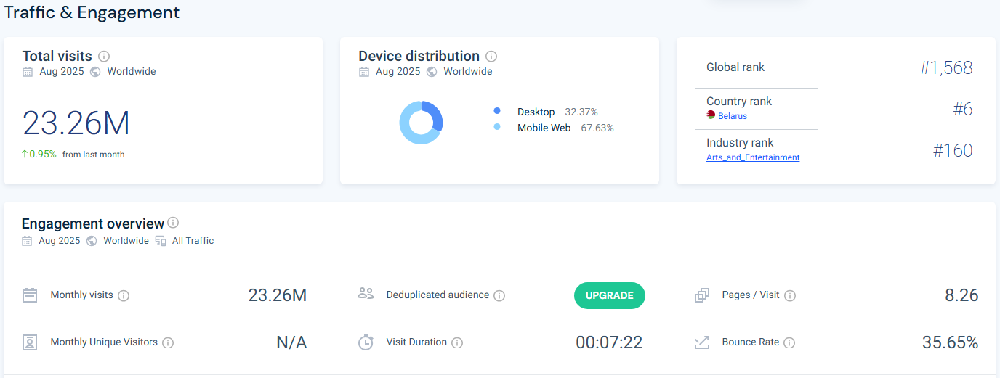 Traffic & Engagement
Total visits
Aug 2025 Worldwide
23.26M
↑0.95% from last month
Device distribution
Aug 2025 Worldwide
Desktop 32.37%
Mobile Web 67.63%
Global rank #1,568
Country rank #6
Belarus
Industry rank #160
Arts_and_Entertainment
Engagement overview
Aug 2025 Worldwide All Traffic
Monthly visits 23.26M
Deduplicated audience UPGRADE
Pages / Visit 8.26
Monthly Unique Visitors N/A
Visit Duration 00:07:22
Bounce Rate 35.65%